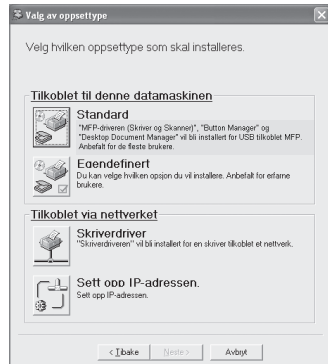 Valg av oppsettype
Velg hvilken oppsettype som skal installeres.
Tilkoblet til denne datamaskinen
Standard
"MFP-driveren (Skriver og Skanner)", "Button Manager" og
"Desktop Document Manager" vil bli installert for USB tilkoblet MFP.
Anbefalt for de fleste brukere.
Egendefinert
Du kan velge hvilken opsjon du vil installere. Anbefalt for erfarne
brukere.
Tilkoblet via nettverket
Skriverdriver
"Skriverdriveren" vil bli installert for en skriver tilkoblet et nettverk.
Sett opp IP-adressen.
Sett opp IP-adressen.
< Tibake Neste > Avbryt